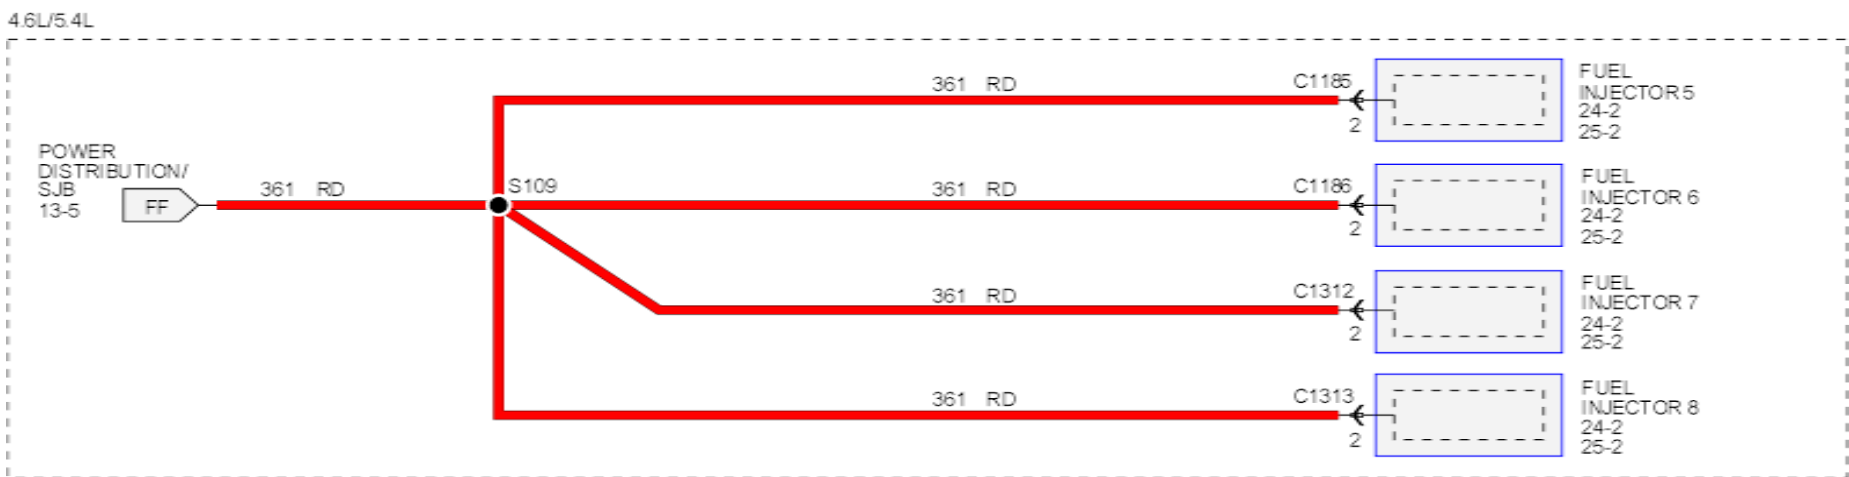 4.6L/5.4L
POWER
DISTRIBUTION/
SJB
13-5
FF
361 RD
S109
361 RD
C1185
2
FUEL
INJECTOR 5
24-2
25-2
361 RD
C1186
2
FUEL
INJECTOR 6
24-2
25-2
361 RD
C1312
2
FUEL
INJECTOR 7
24-2
25-2
361 RD
C1313
2
FUEL
INJECTOR 8
24-2
25-2